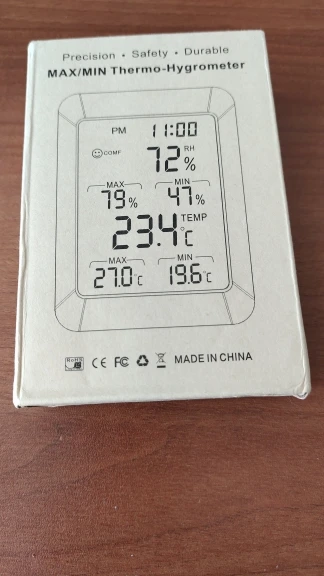 Precision • Safety • Durable
MAX/MIN Thermo-Hygrometer
PM 11:00
COMF 72% RH
MAX MIN
79% 47%
23.4°C TEMP
MAX MIN
27.0°C 19.6°C
RoHS CE FC MADE IN CHINA